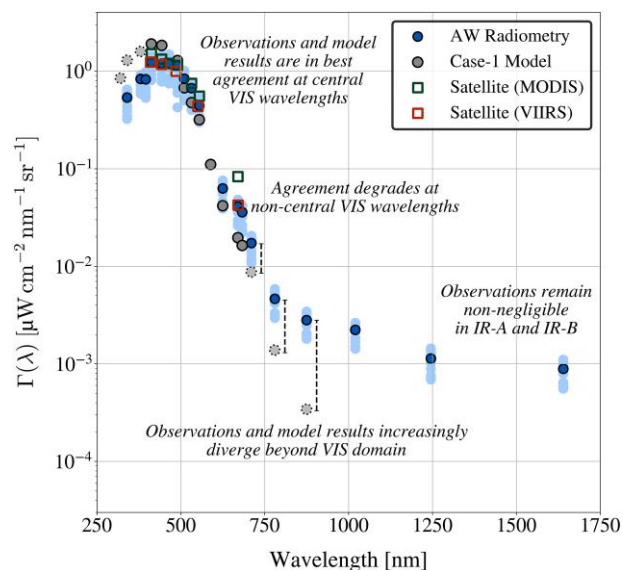 AW Radiometry
Case-1 Model
Satellite (MODIS)
Satellite (VIIRS)
Observations and model
results are in best
agreement at central
VIS wavelengths
Agreement degrades at
non-central VIS wavelengths
Observations remain
non-negligible
in IR-A and IR-B
Observations and model results increasingly
diverge beyond VIS domain
Γ(λ) [µW cm⁻² nm⁻¹ sr⁻¹]
10⁰
10⁻¹
10⁻²
10⁻³
10⁻⁴
250 500 750 1000 1250 1500 1750
Wavelength [nm]